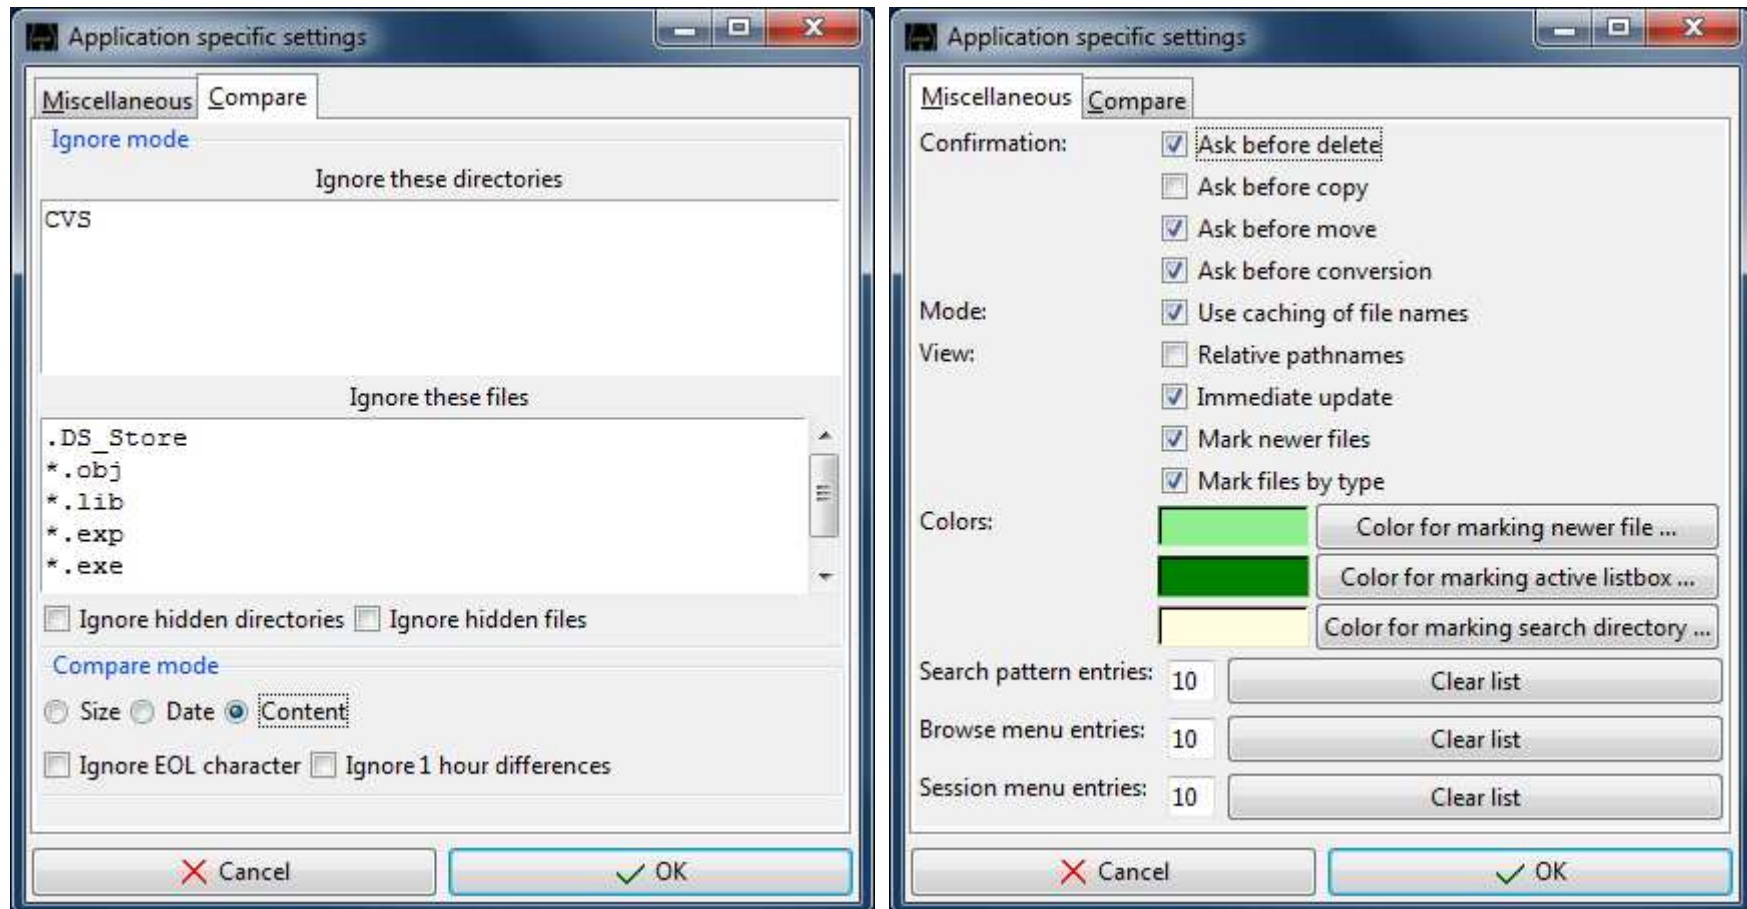 Application specific settings
Miscellaneous Compare
Ignore mode
Ignore these directories
CVS
Ignore these files
.DS_Store
*.obj
*.lib
*.exp
*.exe
Ignore hidden directories Ignore hidden files
Compare mode
Size Date Content
Ignore EOL character Ignore 1 hour differences
Cancel OK
Application specific settings
Miscellaneous Compare
Confirmation: Ask before delete
Ask before copy
Ask before move
Ask before conversion
Mode: Use caching of file names
View: Relative pathnames
Immediate update
Mark newer files
Mark files by type
Colors: Color for marking newer file ...
Color for marking active listbox ...
Color for marking search directory ...
Search pattern entries: 10 Clear list
Browse menu entries: 10 Clear list
Session menu entries: 10 Clear list
Cancel OK